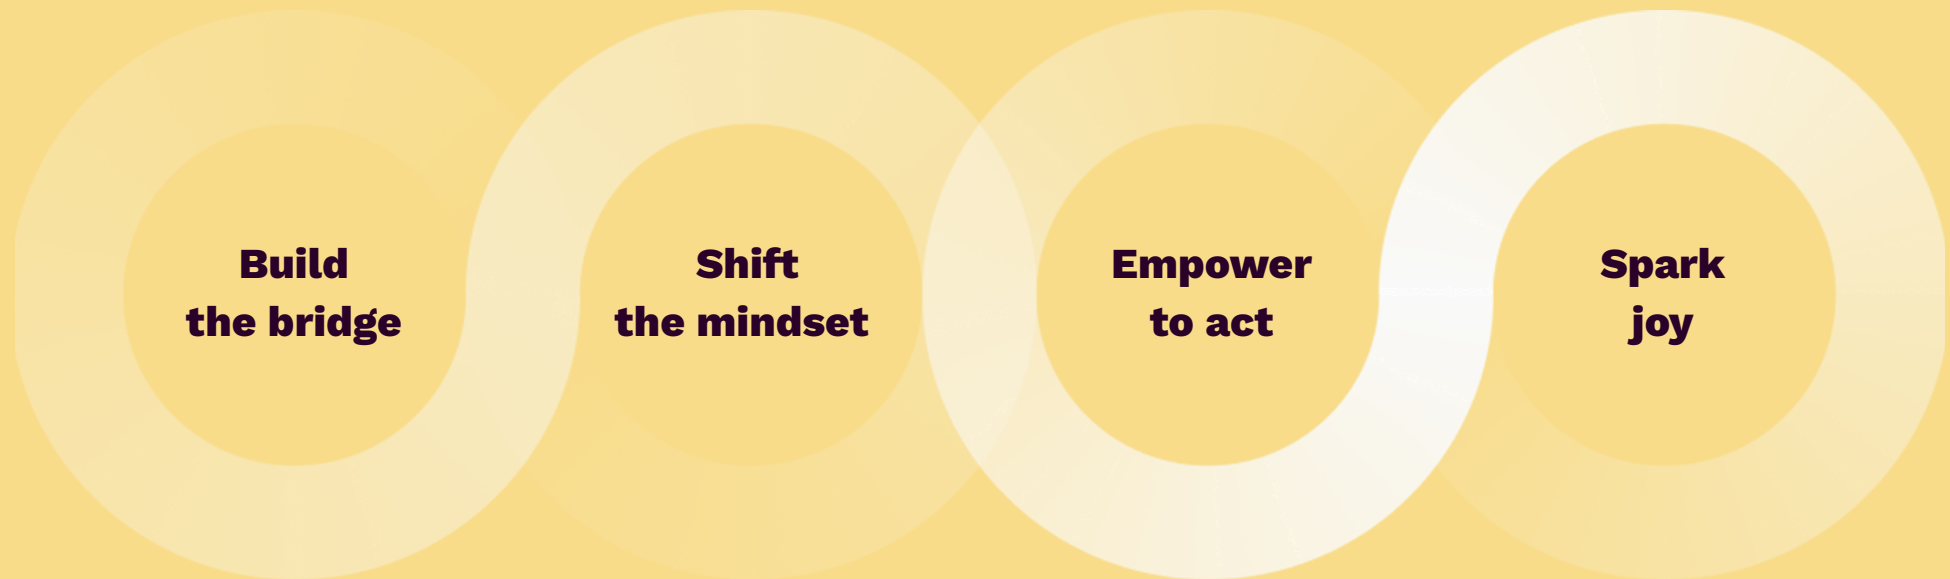 Build
the bridge
Shift
the mindset
Empower
to act
Spark
joy